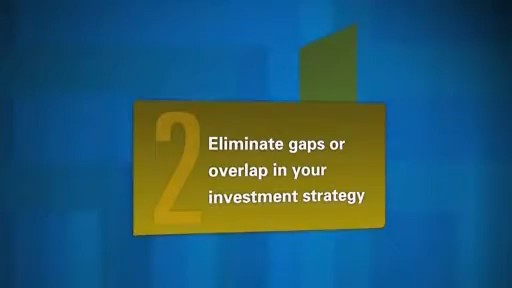 2
Eliminate gaps or
overlap in your
investment strategy